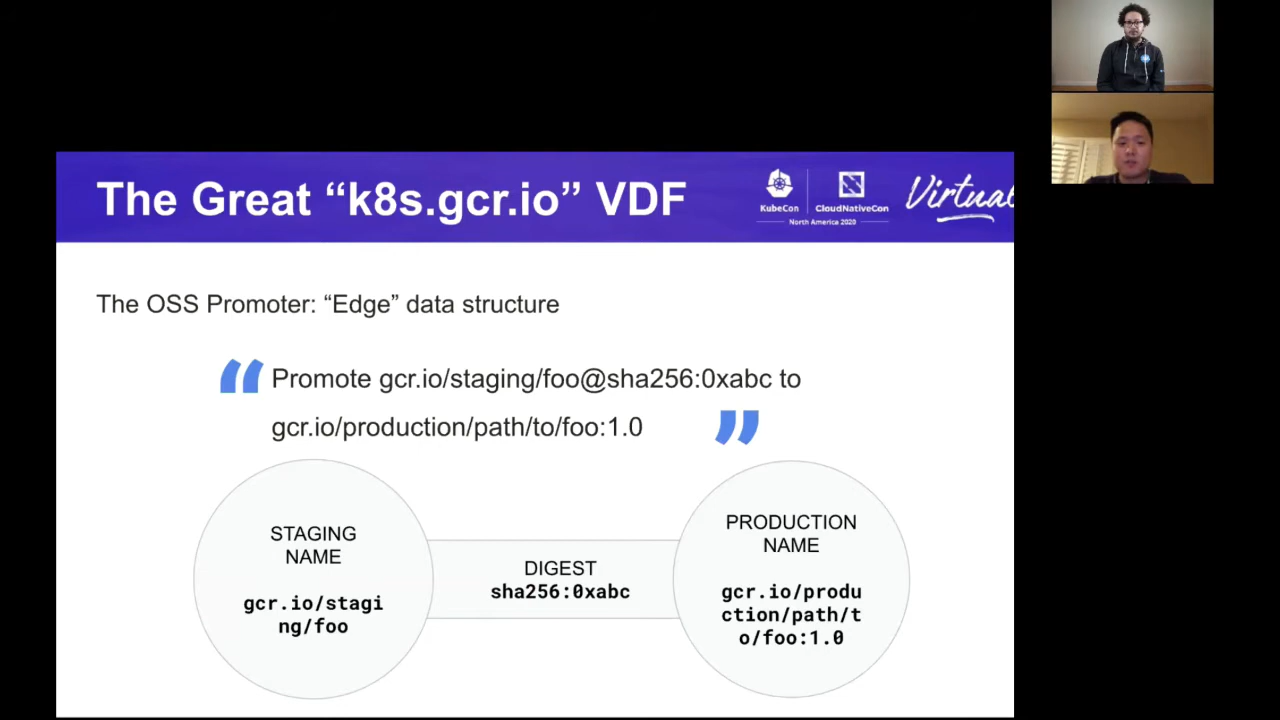 The Great “k8s.gcr.io” VDF
KubeCon
CloudNativeCon
North America 2020
Virtual
The OSS Promoter: “Edge” data structure
“Promote gcr.io/staging/foo@sha256:0xabc to
gcr.io/production/path/to/foo:1.0”
STAGING
NAME
gcr.io/stagi
ng/foo
DIGEST
sha256:0xabc
PRODUCTION
NAME
gcr.io/produ
ction/path/t
o/foo:1.0